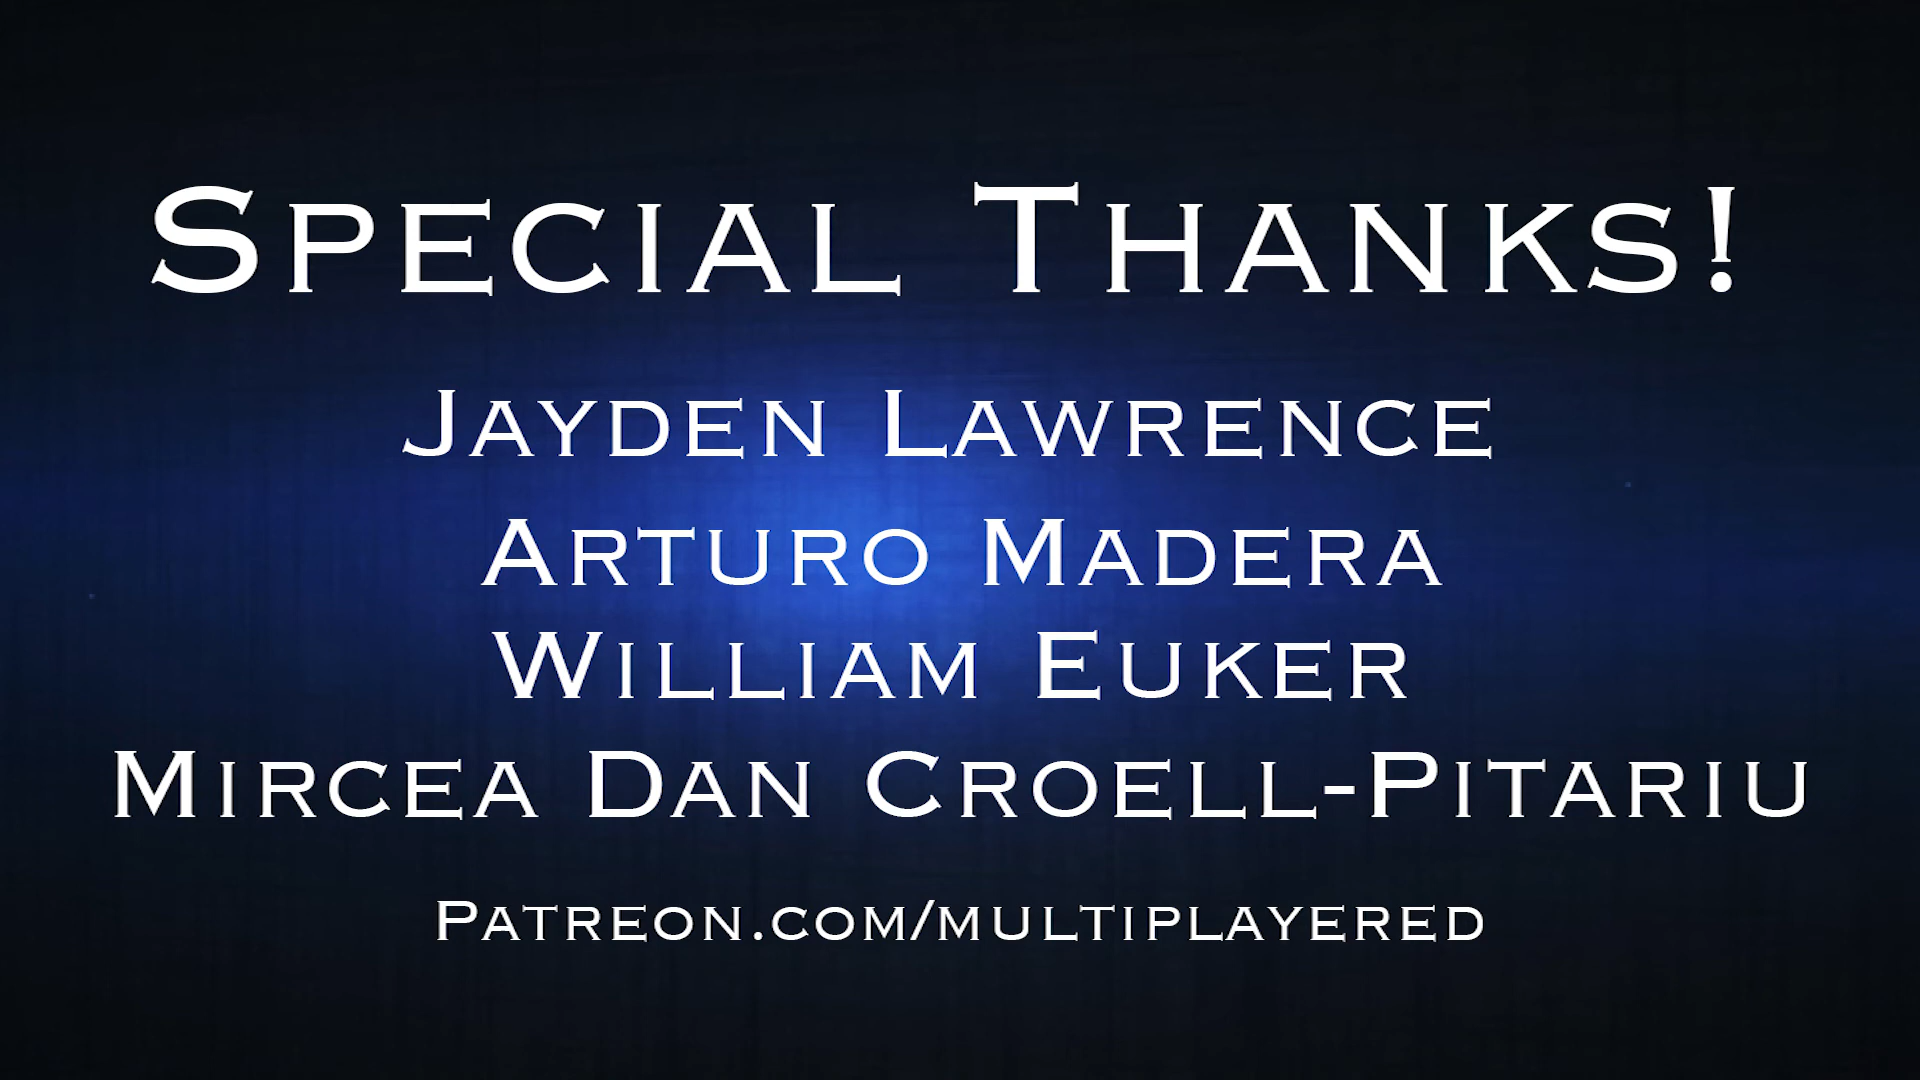 Special Thanks!
Jayden Lawrence
Arturo Madera
William Euker
Mircea Dan Croell-Pitariu
Patreon.com/multiplayered